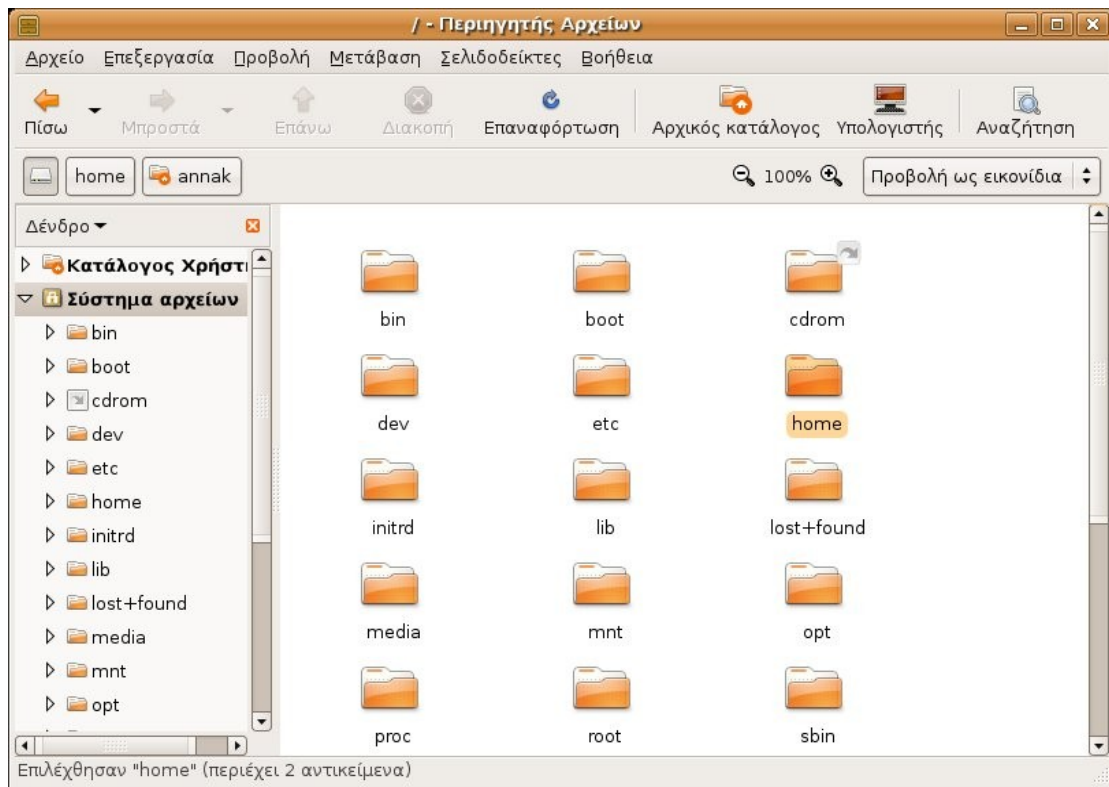 / - Περιηγητής Αρχείων
Αρχείο Επεξεργασία Προβολή Μετάβαση Σελιδοδείκτες Βοήθεια
Πίσω Μπροστά Επάνω Διακοπή Επαναφόρτωση Αρχικός κατάλογος Υπολογιστής Αναζήτηση
home annak 100% Προβολή ως εικονίδια
Δένδρο
Κατάλογος Χρήστ
Σύστημα αρχείων
bin
boot
cdrom
dev
etc
home
initrd
lib
lost+found
media
mnt
opt
bin boot cdrom
dev etc home
initrd lib lost+found
media mnt opt
proc root sbin
Επιλέχθησαν "home" (περιέχει 2 αντικείμενα)